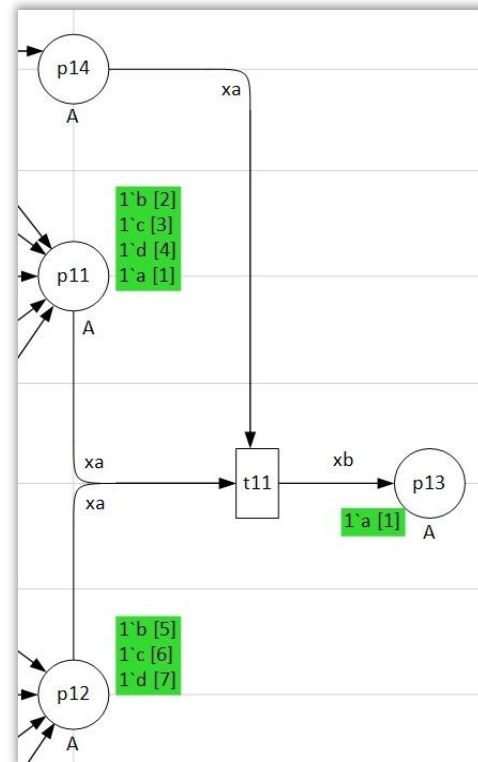 p14
xa
A
1`b [2]
1`c [3]
1`d [4]
1`a [1]
p11
A
xa
xa
t11
xb
p13
1`a [1]
A
1`b [5]
1`c [6]
1`d [7]
p12
A